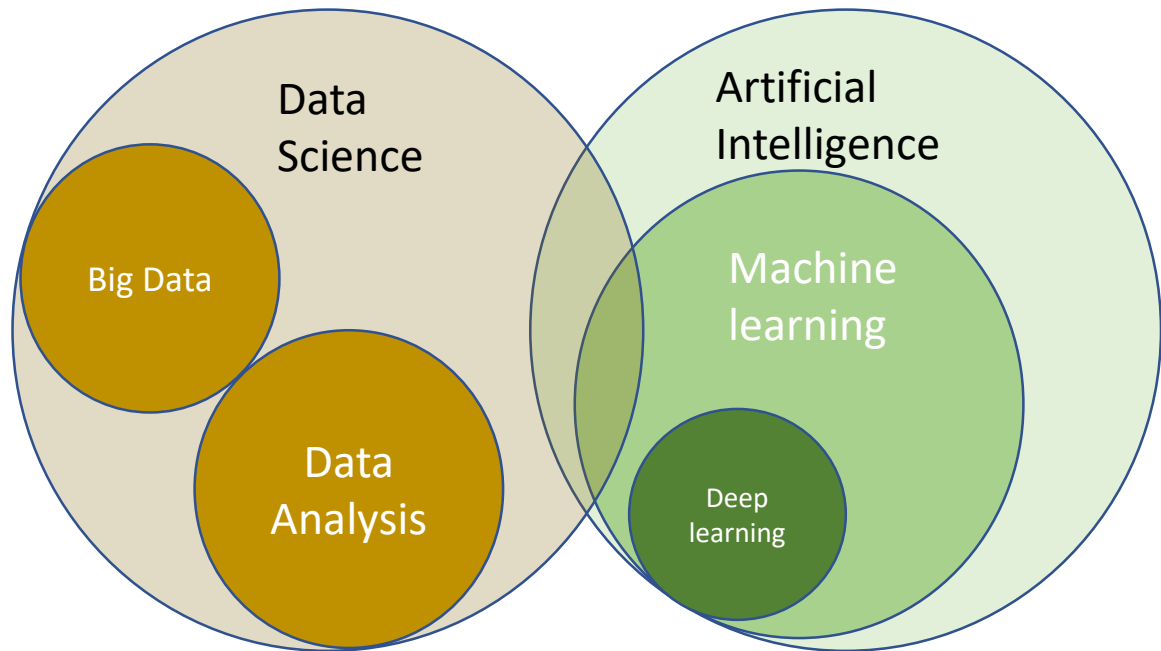 Data
Science
Artificial
Intelligence
Big Data
Machine
learning
Data
Analysis
Deep
learning